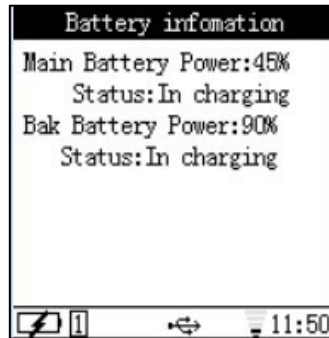 Battery infomation
Main Battery Power:45%
Status:In charging
Bak Battery Power:90%
Status:In charging
1 11:50